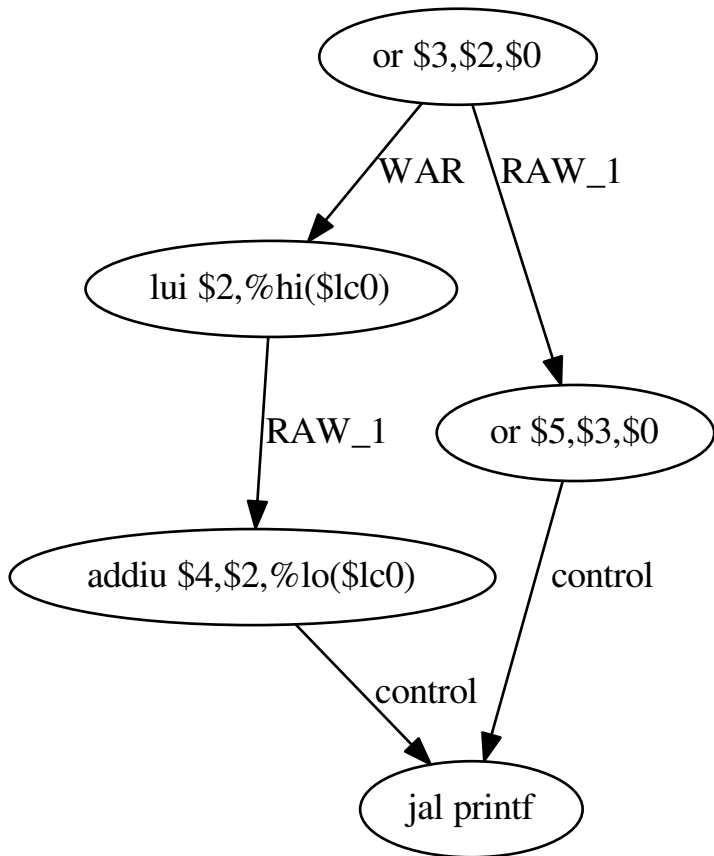 or $3,$2,$0
WAR
RAW_1
lui $2,%hi($lc0)
RAW_1
or $5,$3,$0
addiu $4,$2,%lo($lc0)
control
control
jal printf